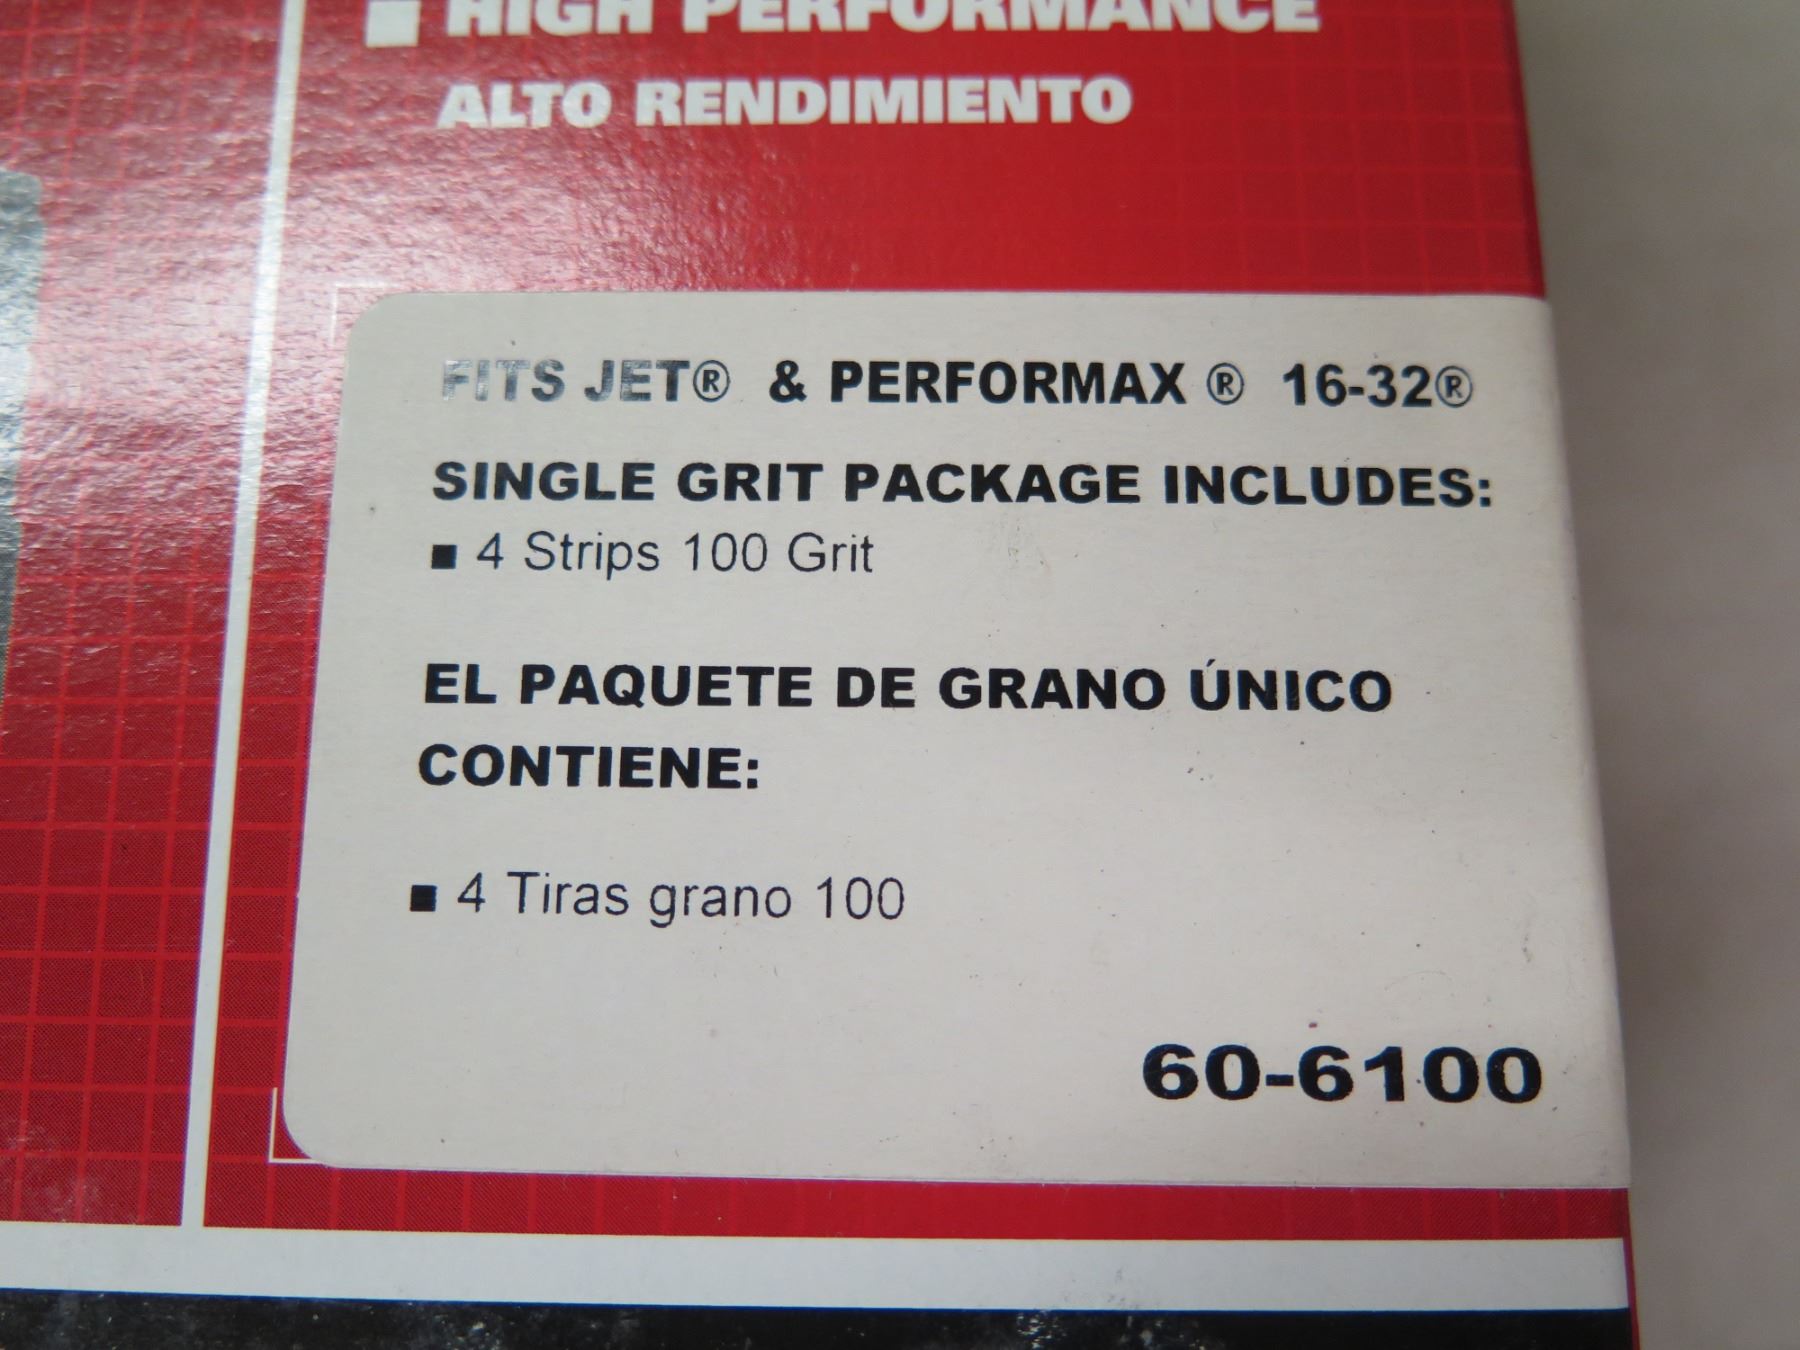 HIGH PERFORMANCE
ALTO RENDIMIENTO
FITS JET® & PERFORMAX ® 16-32®
SINGLE GRIT PACKAGE INCLUDES:
■ 4 Strips 100 Grit
EL PAQUETE DE GRANO ÚNICO
CONTIENE:
■ 4 Tiras grano 100
60-6100